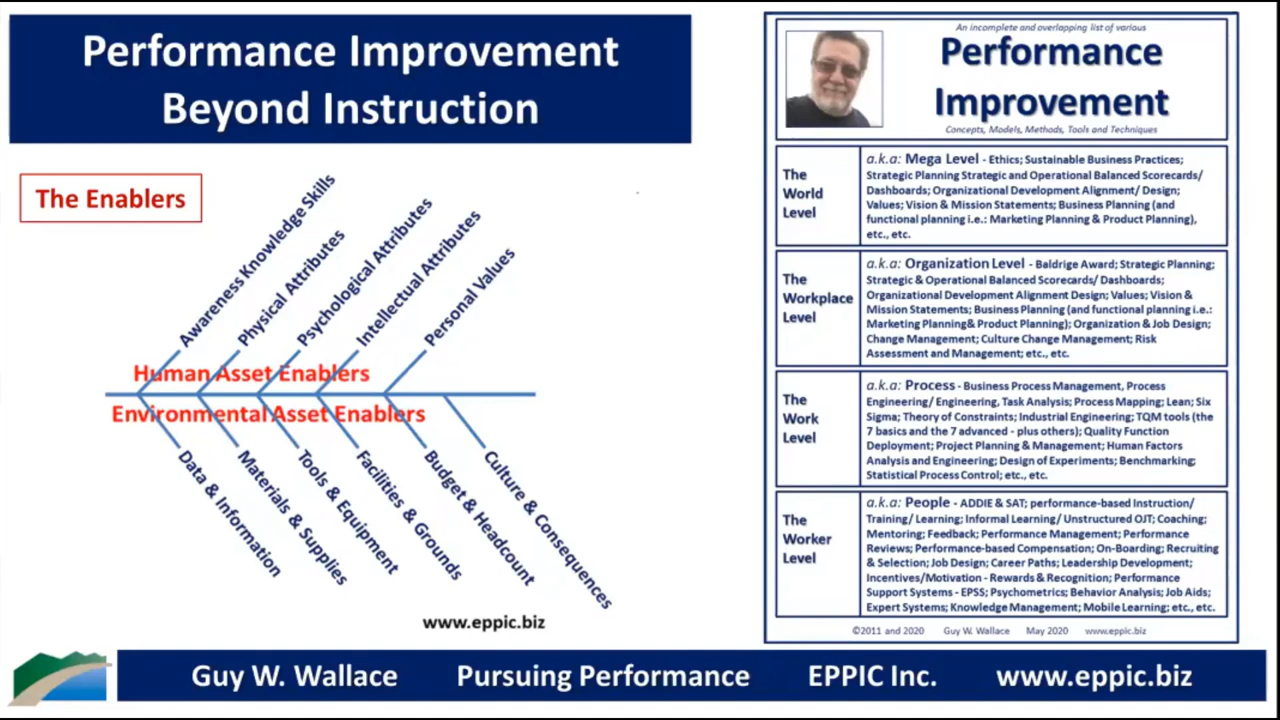 Performance Improvement
Beyond Instruction
The Enablers
Awareness Knowledge Skills
Physical Attributes
Psychological Attributes
Intellectual Attributes
Personal Values
Human Asset Enablers
Environmental Asset Enablers
Data & Information
Materials & Supplies
Tools & Equipment
Facilities & Grounds
Budget & Headcount
Culture & Consequences
www.eppic.biz
An incomplete and overlapping list of various
Performance
Improvement
Concepts, Models, Methods, Tools and Techniques
The
World
Level
a.k.a: Mega Level - Ethics; Sustainable Business Practices;
Strategic Planning Strategic and Operational Balanced Scorecards/
Dashboards; Organizational Development Alignment/ Design;
Values; Vision & Mission Statements; Business Planning (and
functional planning i.e.: Marketing Planning & Product Planning),
etc., etc.
The
Workplace
Level
a.k.a: Organization Level - Baldrige Award; Strategic Planning;
Strategic & Operational Balanced Scorecards/ Dashboards;
Organizational Development Alignment Design; Values; Vision &
Mission Statements; Business Planning (and functional planning i.e.:
Marketing Planning& Product Planning); Organization & Job Design;
Change Management; Culture Change Management; Risk
Assessment and Management; etc., etc.
The
Work
Level
a.k.a: Process - Business Process Management, Process
Engineering/ Engineering, Task Analysis; Process Mapping; Lean; Six
Sigma; Theory of Constraints; Industrial Engineering; TQM tools (the
7 basics and the 7 advanced - plus others); Quality Function
Deployment; Project Planning & Management; Human Factors
Analysis and Engineering; Design of Experiments; Benchmarking;
Statistical Process Control; etc., etc.
The
Worker
Level
a.k.a: People - ADDIE & SAT; performance-based Instruction/
Training/ Learning; Informal Learning/ Unstructured OJT; Coaching;
Mentoring; Feedback; Performance Management; Performance
Reviews; Performance-based Compensation; On-Boarding; Recruiting
& Selection; Job Design; Career Paths; Leadership Development;
Incentives/Motivation - Rewards & Recognition; Performance
Support Systems - EPSS; Psychometrics; Behavior Analysis; Job Aids;
Expert Systems; Knowledge Management; Mobile Learning; etc., etc.
©2011 and 2020 Guy W. Wallace May 2020 www.eppic.biz
Guy W. Wallace Pursuing Performance EPPIC Inc. www.eppic.biz